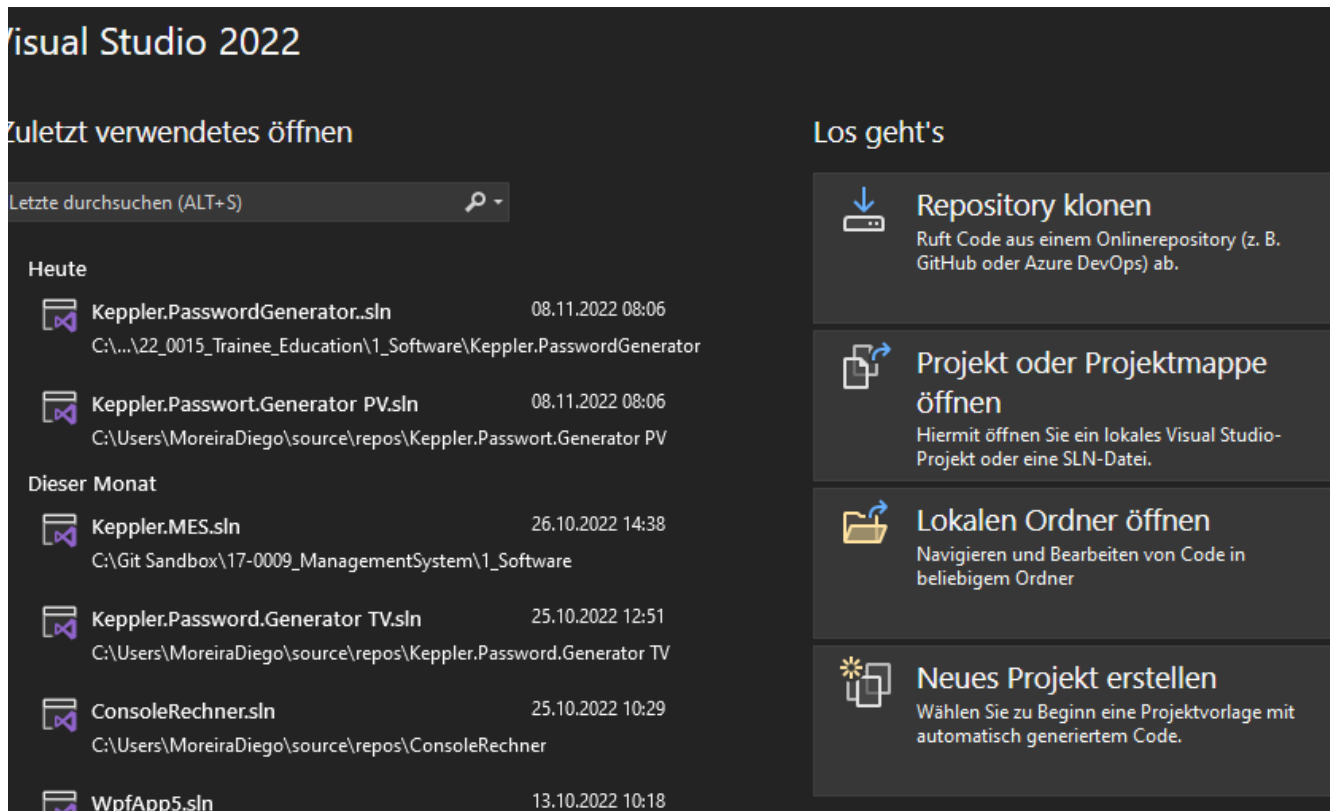 isual Studio 2022
uletzt verwendetes öffnen
Letzte durchsuchen (ALT+S)
Heute
Keppler.PasswordGenerator..sln 08.11.2022 08:06
C:\...\22_0015_Trainee_Education\1_Software\Keppler.PasswordGenerator
Keppler.Passwort.Generator PV.sln 08.11.2022 08:06
C:\Users\MoreiraDiego\source\repos\Keppler.Passwort.Generator PV
Dieser Monat
Keppler.MES.sln 26.10.2022 14:38
C:\Git Sandbox\17-0009_ManagementSystem\1_Software
Keppler.Password.Generator TV.sln 25.10.2022 12:51
C:\Users\MoreiraDiego\source\repos\Keppler.Password.Generator TV
ConsoleRechner.sln 25.10.2022 10:29
C:\Users\MoreiraDiego\source\repos\ConsoleRechner
WpfApp5.sln 13.10.2022 10:18
Los geht's
Repository klonen
Ruft Code aus einem Onlinerepository (z. B.
GitHub oder Azure DevOps) ab.
Projekt oder Projektmappe
öffnen
Hiermit öffnen Sie ein lokales Visual Studio-
Projekt oder eine SLN-Datei.
Lokalen Ordner öffnen
Navigieren und Bearbeiten von Code in
beliebigem Ordner
Neues Projekt erstellen
Wählen Sie zu Beginn eine Projektvorlage mit
automatisch generiertem Code.